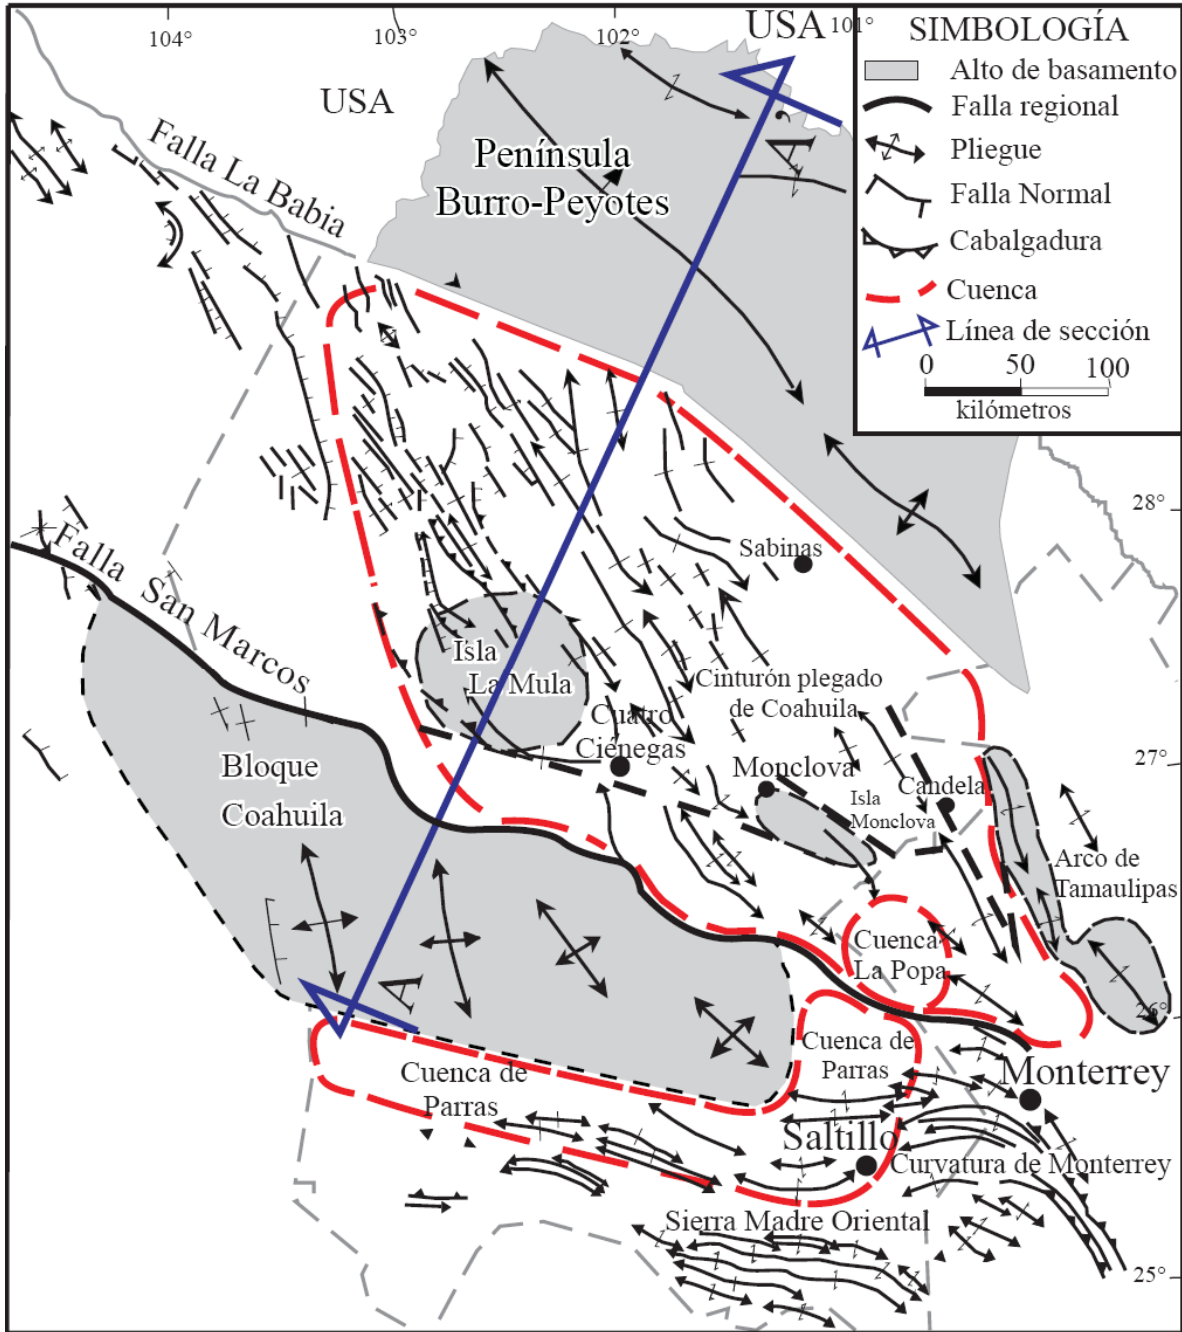 104°
103°
102°
USA
101°
USA
SIMBOLOGÍA
Alto de basamento
Falla regional
Pliegue
Falla Normal
Cabalgadura
Cuenca
Línea de sección
0 50 100
kilómetros
Falla La Babia
Península
Burro-Peyotes
A'
28°
Sabinas
Falla San Marcos
Isla
La Mula
Cinturón plegado
de Coahuila
Cuatro
Ciénegas
27°
Bloque
Coahuila
Monclova
Candela
Isla
Monclova
Arco de
Tamaulipas
Cuenca
La Popa
A
26°
Cuenca de
Parras
Cuenca de
Parras
Monterrey
Saltillo
Curvatura de Monterrey
Sierra Madre Oriental
25°